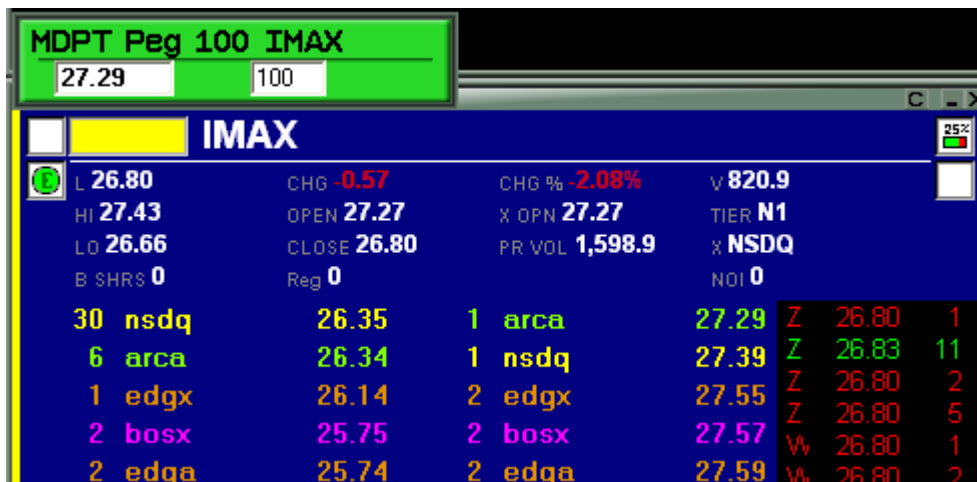 MDPT Peg 100 IMAX
27.29 100
C
IMAX
25%
E
L 26.80 CHG -0.57 CHG % -2.08% V 820.9
HI 27.43 OPEN 27.27 X OPN 27.27 TIER N1
LO 26.66 CLOSE 26.80 PR VOL 1,598.9 X NSDQ
B SHRS 0 Reg 0 NOI 0
30 nsdq 26.35 1 arca 27.29 Z 26.80 1
6 arca 26.34 1 nsdq 27.39 Z 26.83 11
1 edgx 26.14 2 edgx 27.55 Z 26.80 2
2 bosx 25.75 2 bosx 27.57 Z 26.80 5
W 26.80 1
2 edga 25.74 2 edga 27.59 W 26.80 2